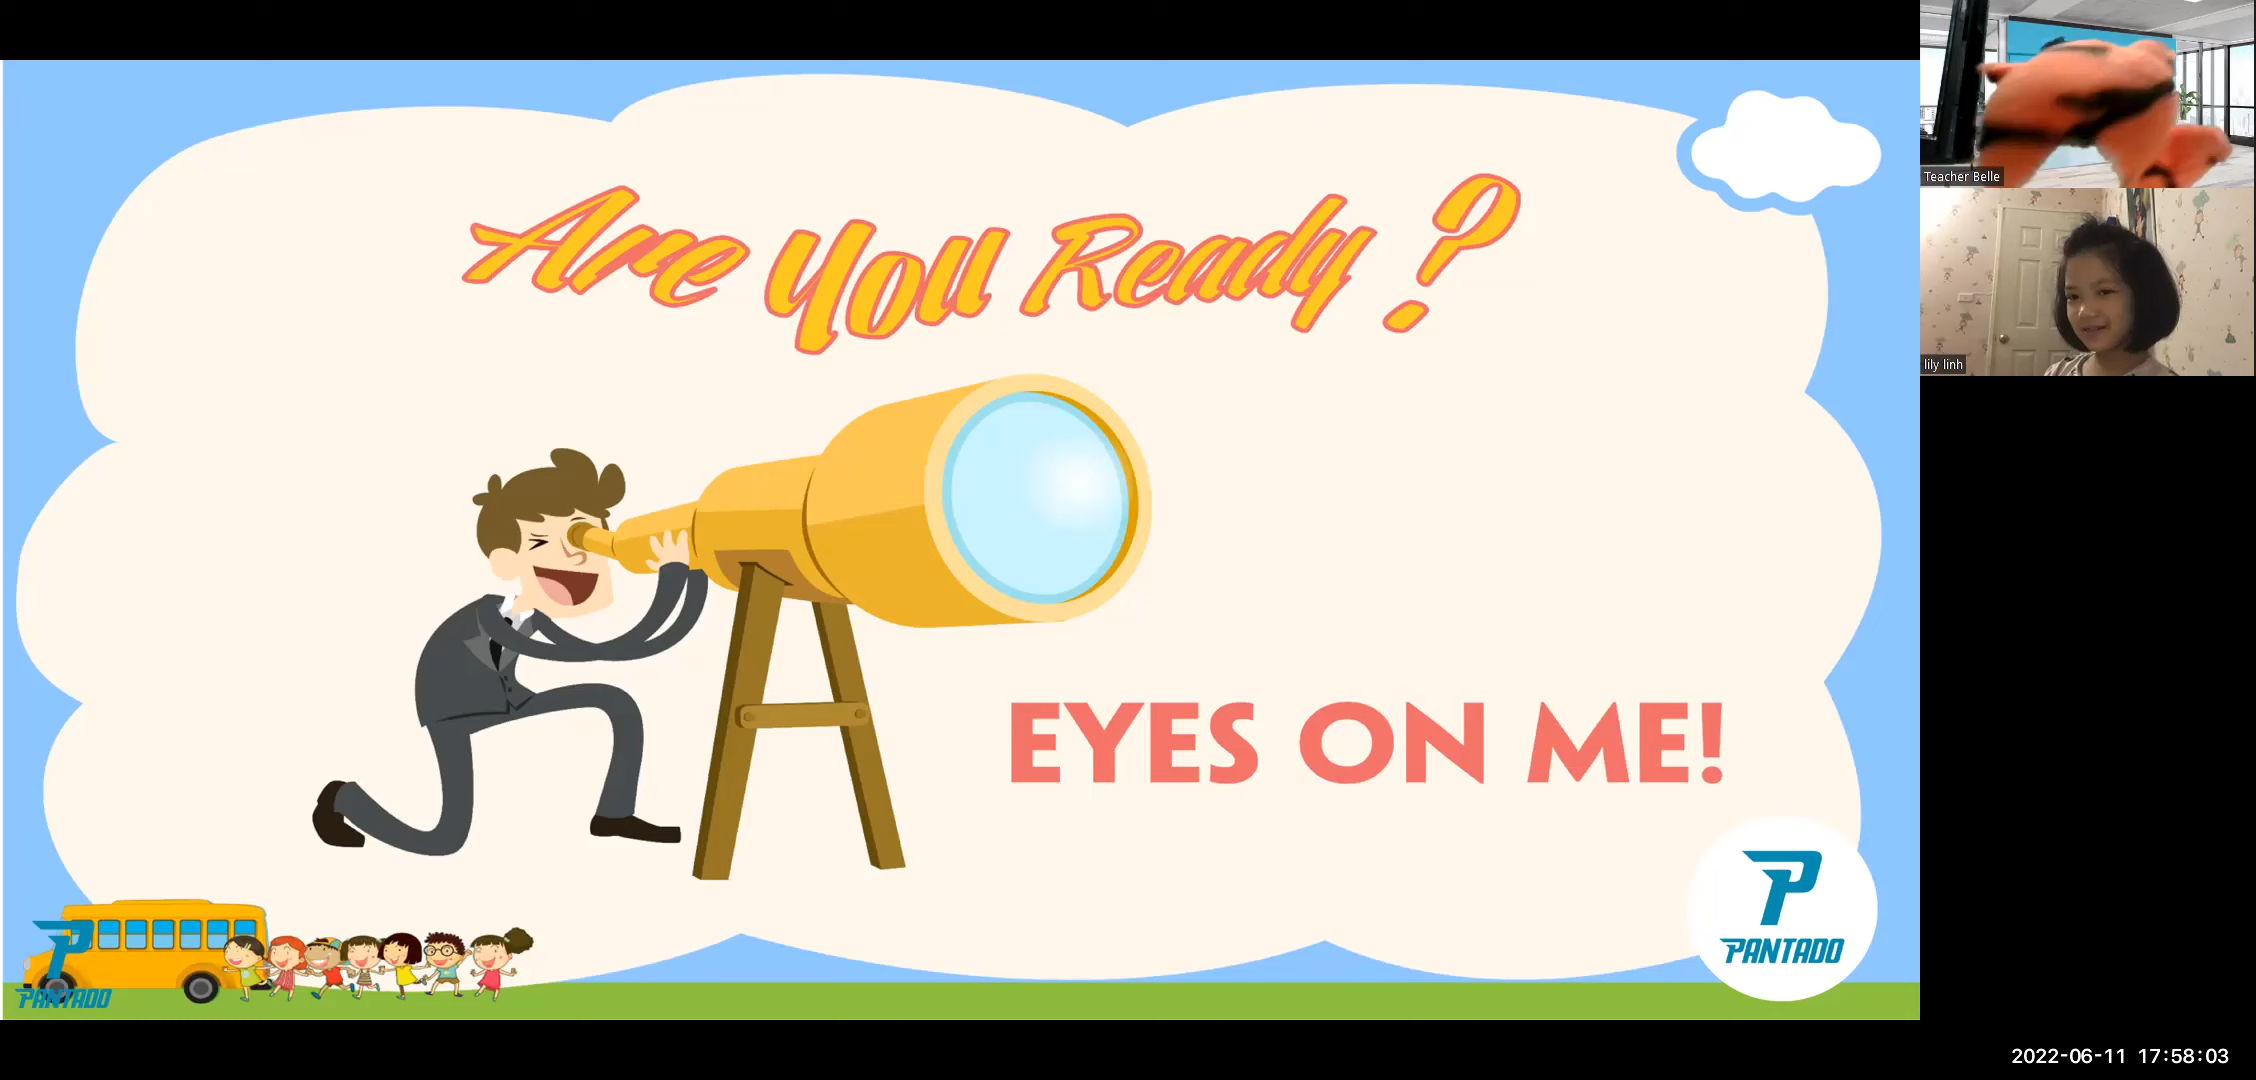 Are You Ready?
EYES ON ME!
PANTADO
PANTADO
Teacher Belle
lily linh
2022-06-11 17:58:03